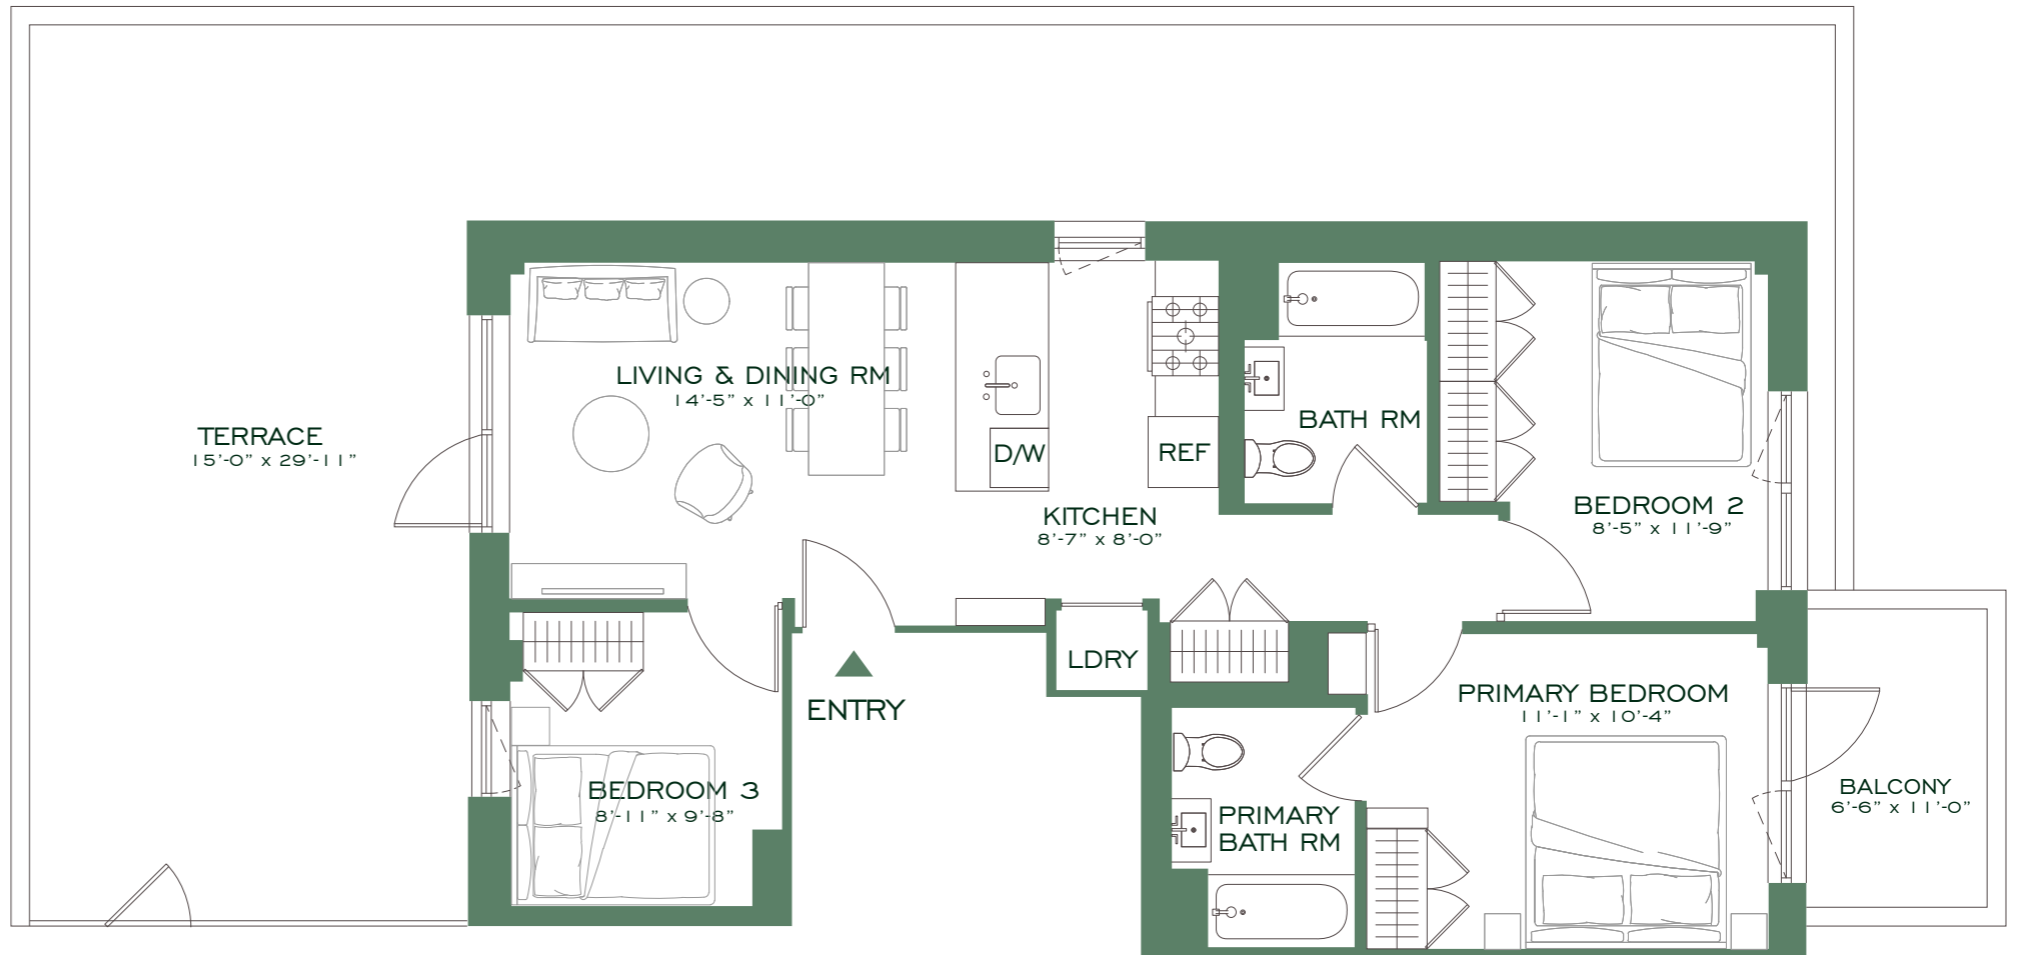 LIVING & DINING RM
14'-5" x 11'-0"
TERRACE
15'-0" x 29'-11"
D/W
REF
BATH RM
KITCHEN
8'-7" x 8'-0"
BEDROOM 2
8'-5" x 11'-9"
LDRY
ENTRY
PRIMARY BEDROOM
11'-1" x 10'-4"
BEDROOM 3
8'-11" x 9'-8"
PRIMARY
BATH RM
BALCONY
6'-6" x 11'-0"